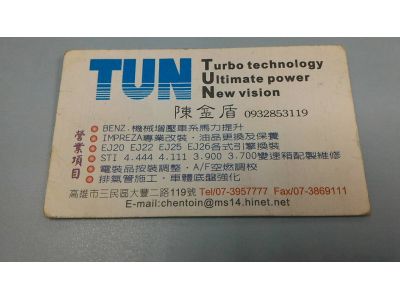 TUN Turbo technology
Ultimate power
New vision
陳金盾 0932853119
營業項目
BENZ.機械增壓車系馬力提升
IMPREZA專業改裝、油品更換及保養
EJ20 EJ22 EJ25 EJ26各式引擎換裝
STI 4.444 4.111 3.900 3.700變速箱配製維修
電裝品按裝調整、A/F空燃調校
排氣管施工、車體底盤強化
高雄市三民區大豐二路119號 Tel/07-3957777 Fax/07-3869111
E-mail:chentoin@ms14.hinet.net